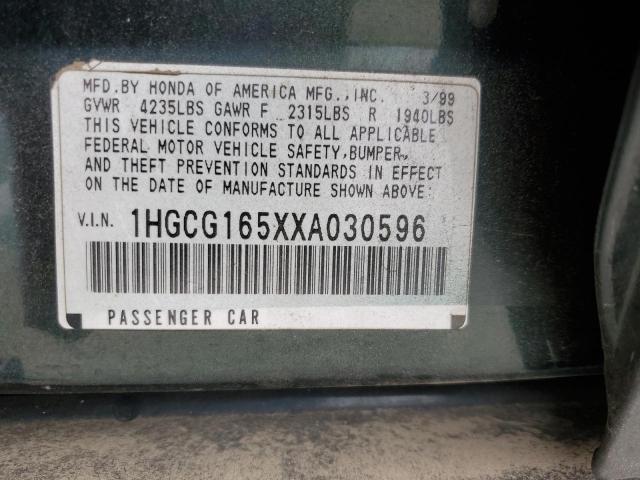 MFD.BY HONDA OF AMERICA MFG.,INC. 3/99
GVWR 4235LBS GAWR F 2315LBS R 1940LBS
THIS VEHICLE CONFORMS TO ALL APPLICABLE
FEDERAL MOTOR VEHICLE SAFETY,BUMPER,
AND THEFT PREVENTION STANDARDS IN EFFECT
ON THE DATE OF MANUFACTURE SHOWN ABOVE:
V.I.N. 1HGCG165XXA030596
PASSENGER CAR